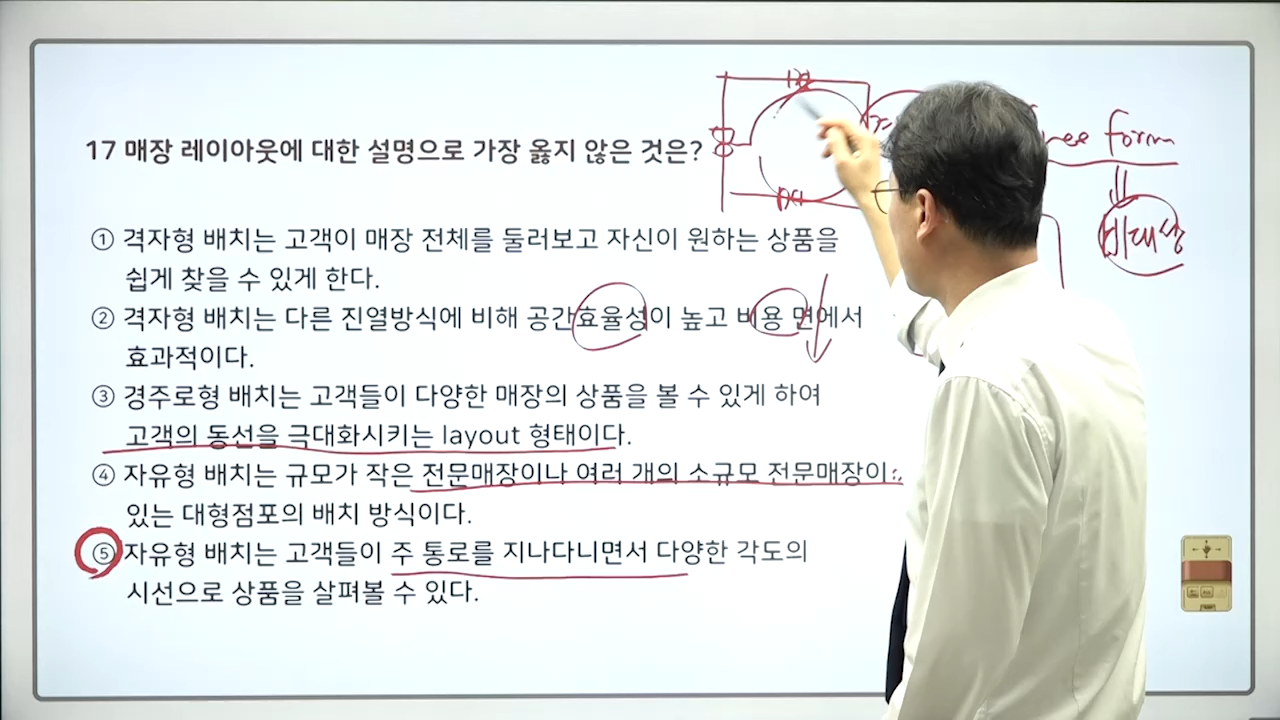 17 매장 레이아웃에 대한 설명으로 가장 옳지 않은 것은?
form
비대상
① 격자형 배치는 고객이 매장 전체를 둘러보고 자신이 원하는 상품을
쉽게 찾을 수 있게 한다.
② 격자형 배치는 다른 진열방식에 비해 공간효율성이 높고 비용 면에서
효과적이다.
③ 경주로형 배치는 고객들이 다양한 매장의 상품을 볼 수 있게 하여
고객의 동선을 극대화시키는 layout 형태이다.
④ 자유형 배치는 규모가 작은 전문매장이나 여러 개의 소규모 전문매장이
있는 대형점포의 배치 방식이다.
⑤ 자유형 배치는 고객들이 주 통로를 지나다니면서 다양한 각도의
시선으로 상품을 살펴볼 수 있다.